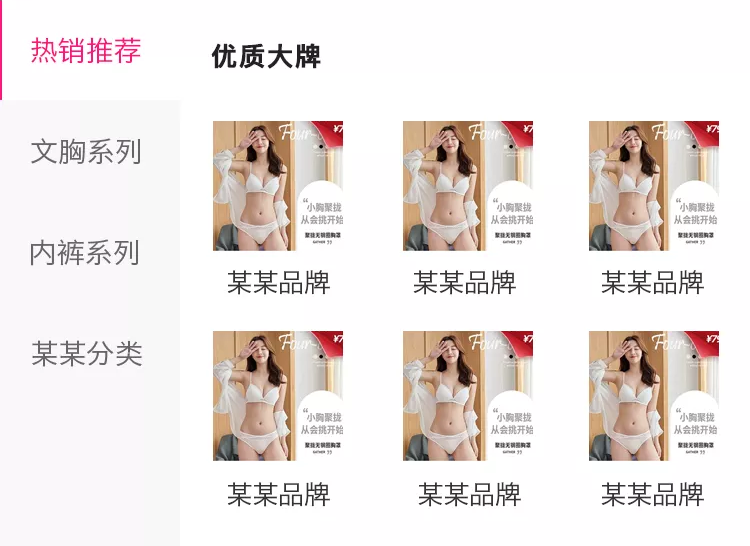 热销推荐
文胸系列
内裤系列
某某分类
优质大牌
Four-
¥7
“小胸聚拢
从会挑开始
聚拢无钢圈胸罩
GATHER
某某品牌
Four-
¥7
“小胸聚拢
从会挑开始
聚拢无钢圈胸罩
GATHER
某某品牌
Four-
¥79
“小胸聚拢
从会挑开始
聚拢无钢圈胸罩
GATHER
某某品牌
Four-
¥7
“小胸聚拢
从会挑开始
聚拢无钢圈胸罩
GATHER
某某品牌
Four-
¥7
“小胸聚拢
从会挑开始
聚拢无钢圈胸罩
GATHER
某某品牌
Four-
¥79
“小胸聚拢
从会挑开始
聚拢无钢圈胸罩
GATHER
某某品牌